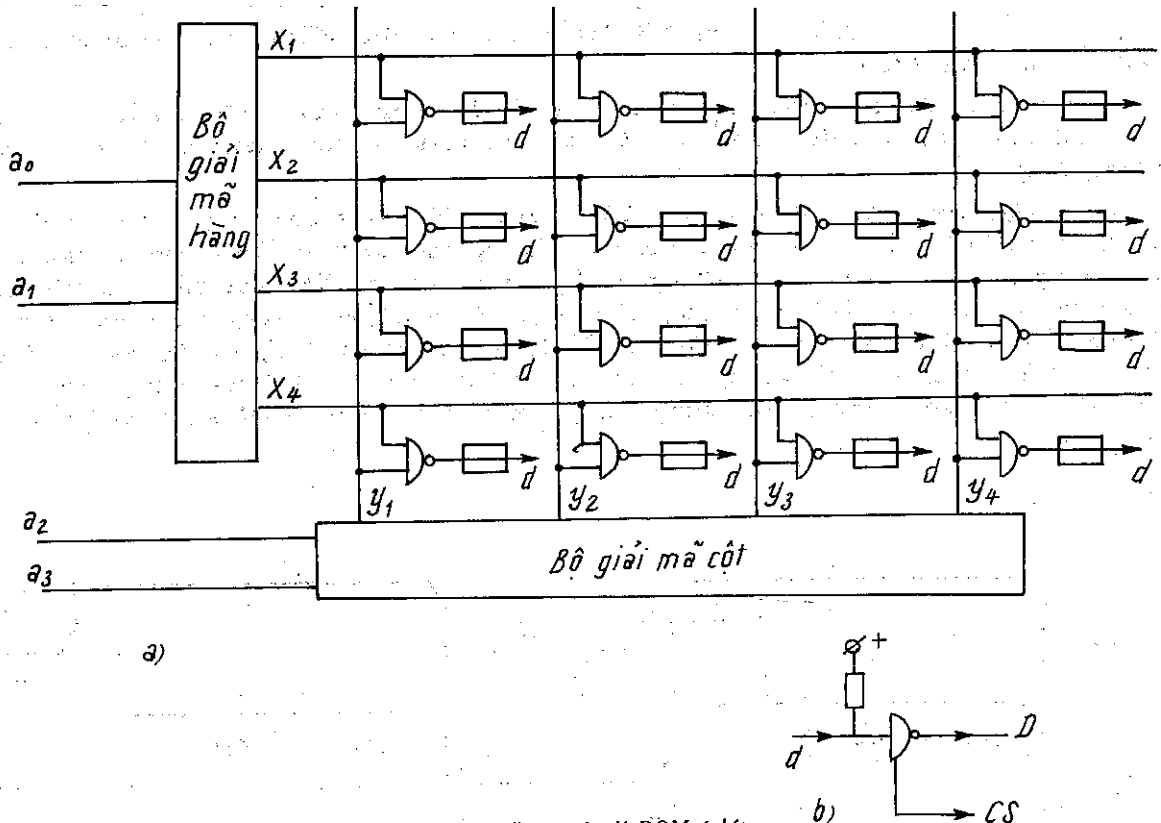 X₁
Bộ
giải
mã
hàng
a₀
d d d d
X₂
a₁
d d d d
X₃
d d d d
X₄
d d d d
y₁ y₂ y₃ y₄
a₂
Bộ giải mã cột
a₃
a)
+
d
D
b)
CS